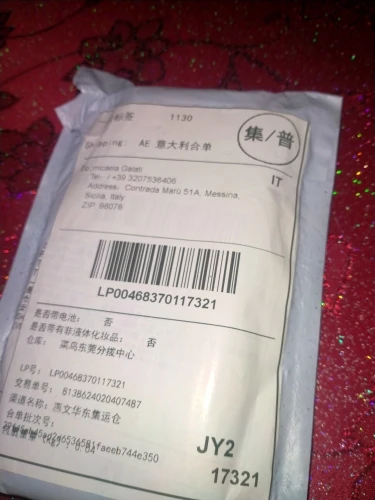 标签 1130
集/普
AE 意大利合单
IT
Galati
Tel: / +39 3207536406
Address: Contrada Marù 51A, Messina,
Sicilia, Italy
ZIP: 98076
LP00468370117321
是否带电池: 否
是否带有非液体化妆品: 否
仓库: 菜鸟东莞分拨中心
LP号: LP00468370117321
交易单号: 8138624020407487
渠道名称: 燕文华东集运仓
合单批次号:
JY2
17321